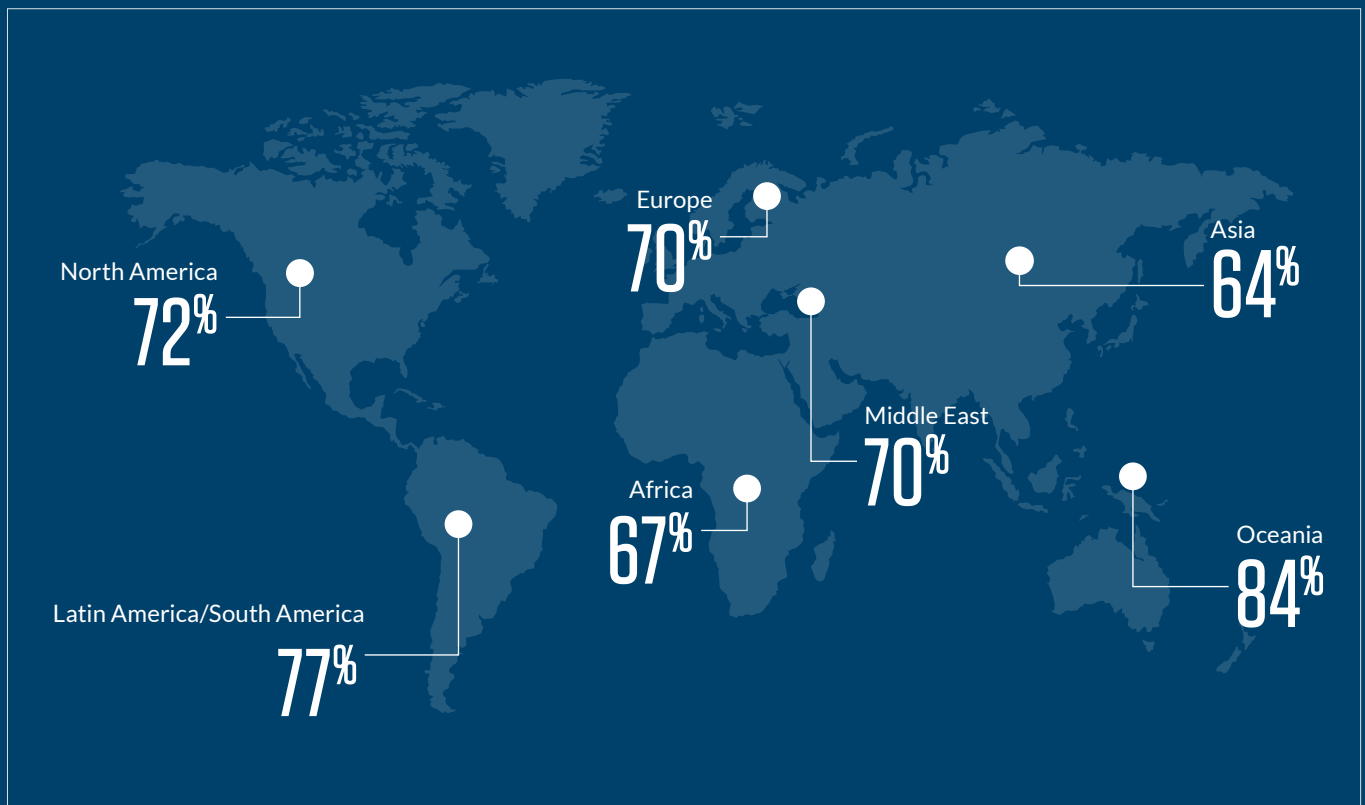 Europe
70%
Asia
64%
North America
72%
Middle East
70%
Africa
67%
Oceania
84%
Latin America/South America
77%